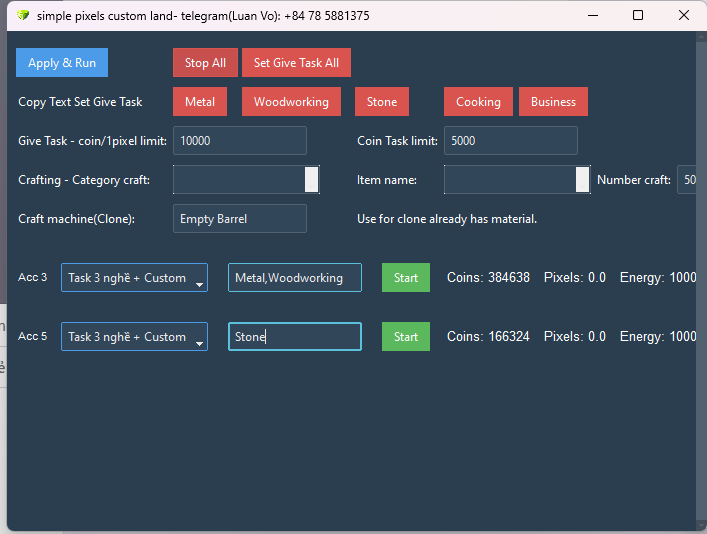 simple pixels custom land- telegram(Luan Vo): +84 78 5881375
Apply & Run Stop All Set Give Task All
Copy Text Set Give Task Metal Woodworking Stone Cooking Business
Give Task - coin/1pixel limit: 10000 Coin Task limit: 5000
Crafting - Category craft: Item name: Number craft: 50
Craft machine(Clone): Empty Barrel Use for clone already has material.
Acc 3 Task 3 nghề + Custom Metal,Woodworking Start Coins: 384638 Pixels: 0.0 Energy: 1000
Acc 5 Task 3 nghề + Custom Stone Start Coins: 166324 Pixels: 0.0 Energy: 1000